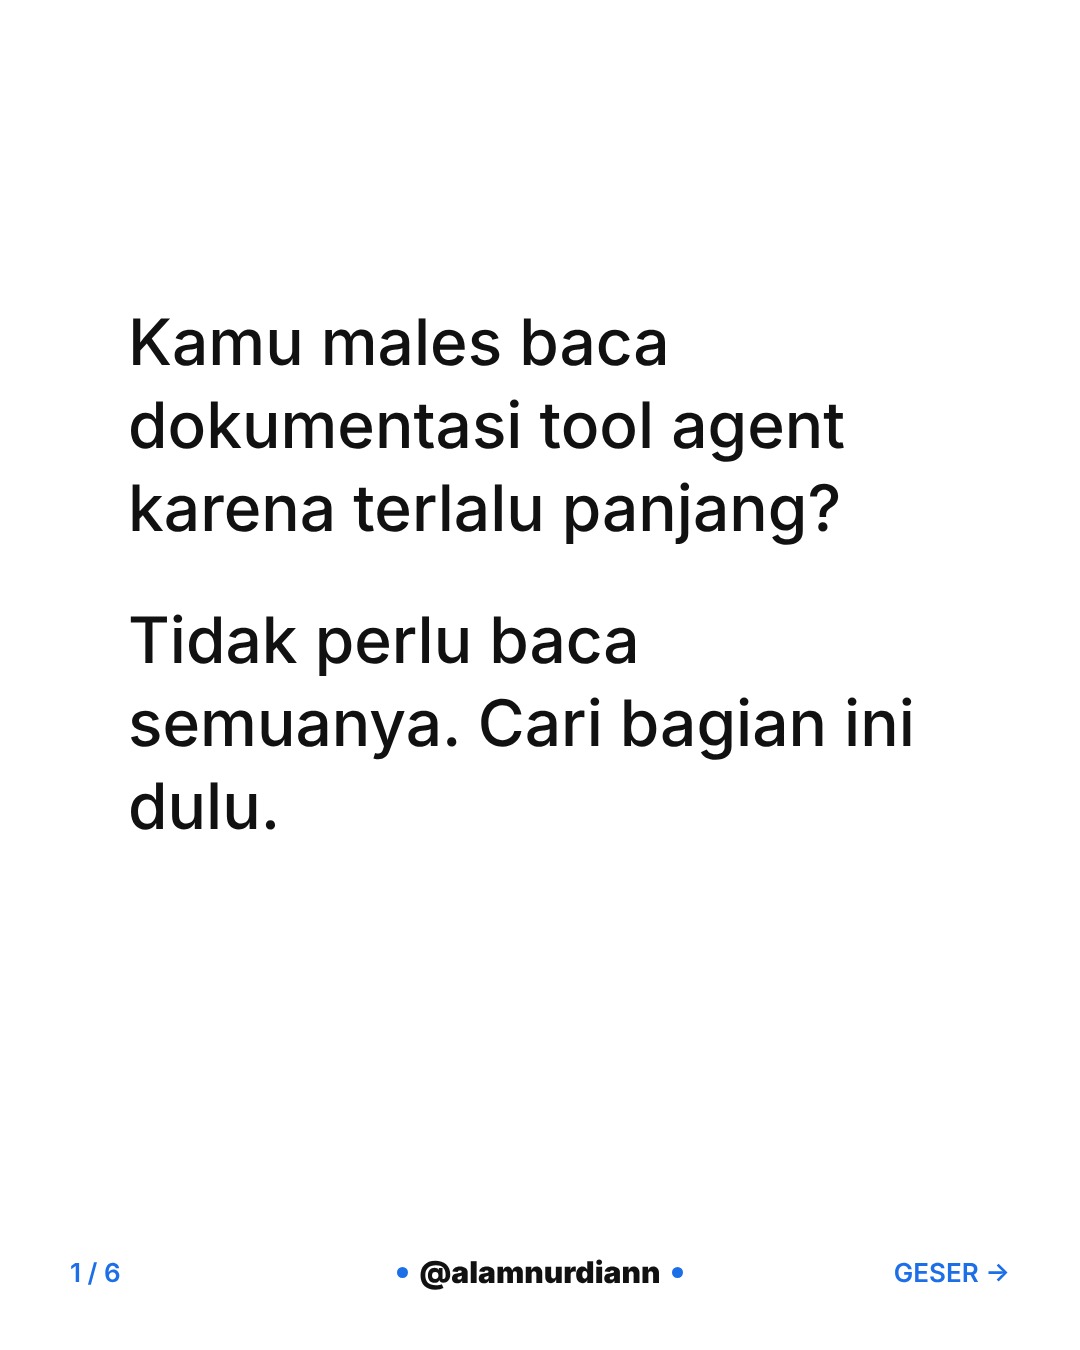 Kamu males baca
dokumentasi tool agent
karena terlalu panjang?
Tidak perlu baca
semuanya. Cari bagian ini
dulu.
1 / 6
• @alamnurdiann •
GESER →